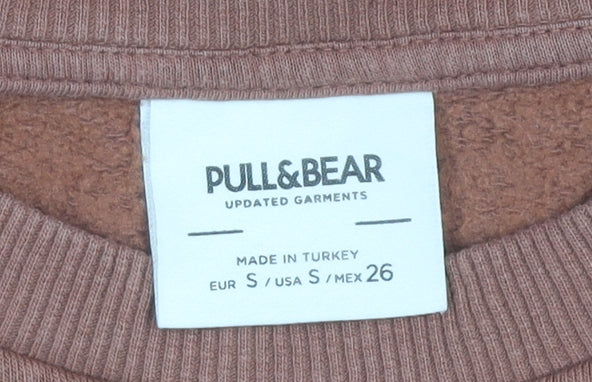 PULL&BEAR
UPDATED GARMENTS
MADE IN TURKEY
EUR S / USA S / MEX 26